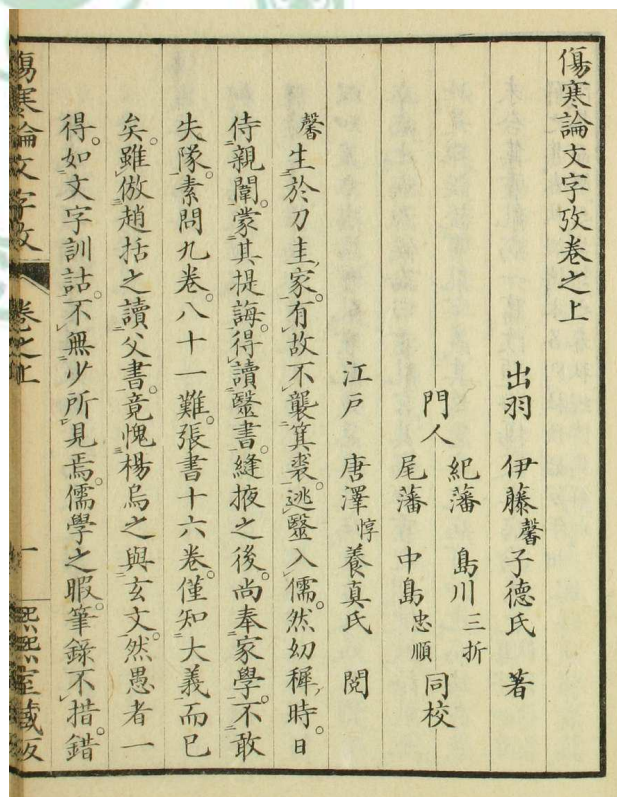 傷寒論文字攷卷之上
出羽 伊藤馨子德氏 著
門人 紀藩 島川三折
尾藩 中島忠順 同校
江戶 唐澤惇養真氏 閱
馨生於刀圭家。有故不襲箕裘。逃醫入儒。然幼穉時。日
侍親闈。蒙其提誨。得讀醫書。縫掖之後。尚奉家學。不敢
失隊。素問九卷。八十一難。張書十六卷。僅知大義而已
矣。雖倣趙括之讀父書。竟愧楊烏之與玄文。然愚者一
得。如文字訓詁。不無少所見焉。儒學之暇。筆錄不措。錯
傷寒論文字攷 卷之上 一